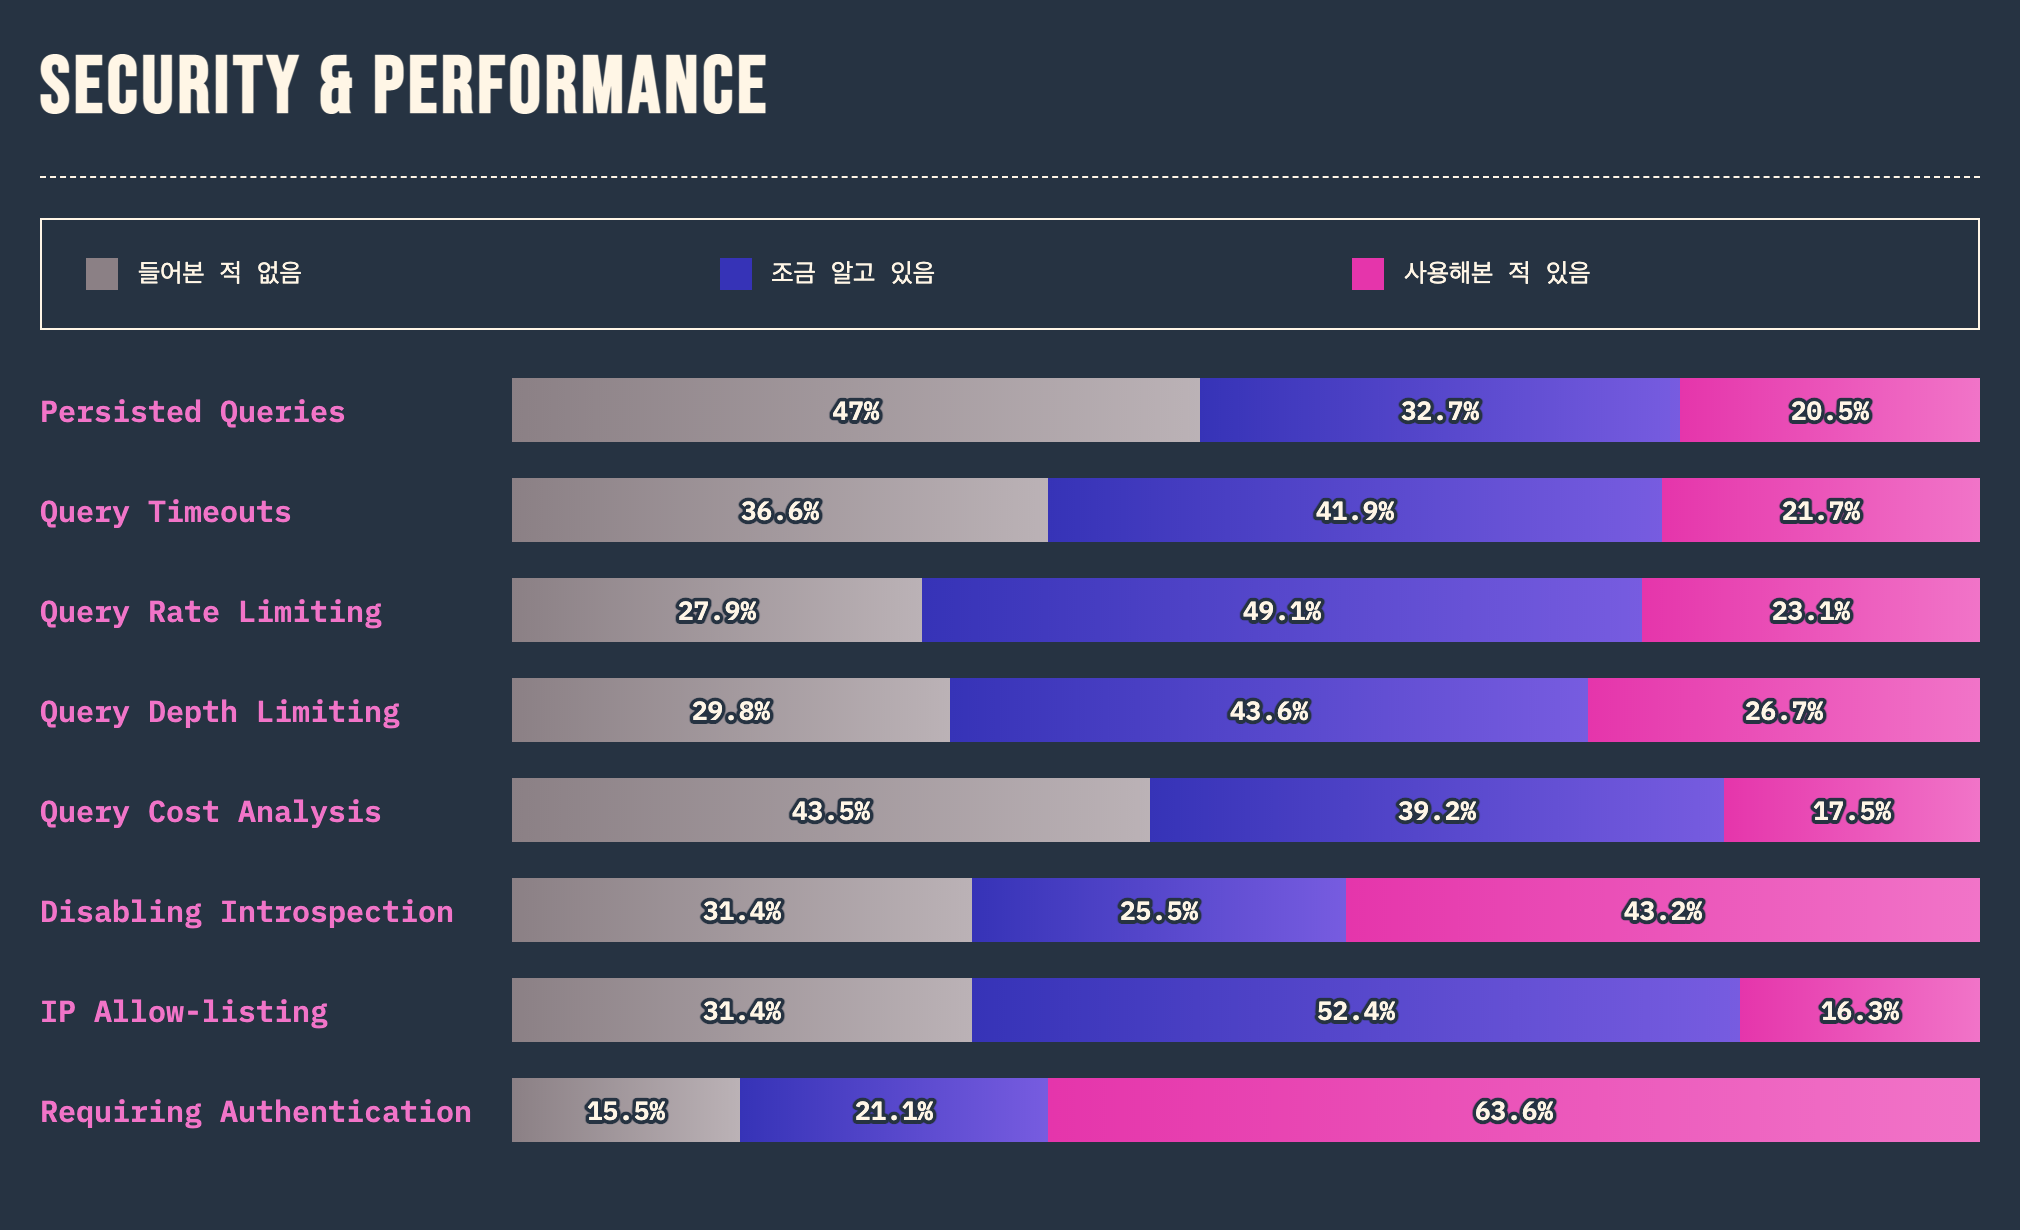 SECURITY & PERFORMANCE
들어본 적 없음 조금 알고 있음 사용해본 적 있음
Persisted Queries 47% 32.7% 20.5%
Query Timeouts 36.6% 41.9% 21.7%
Query Rate Limiting 27.9% 49.1% 23.1%
Query Depth Limiting 29.8% 43.6% 26.7%
Query Cost Analysis 43.5% 39.2% 17.5%
Disabling Introspection 31.4% 25.5% 43.2%
IP Allow-listing 31.4% 52.4% 16.3%
Requiring Authentication 15.5% 21.1% 63.6%